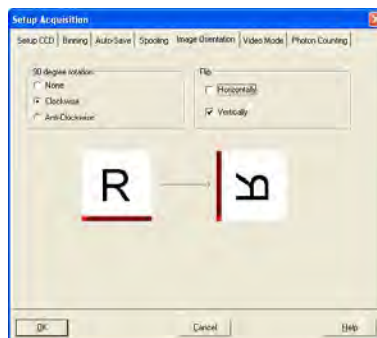 Setup Acquisition
Setup CCD Binning Auto-Save Spooling Image Orientation Video Mode Photon Counting
90 degree rotation Flip
None Horizontally
Clockwise Vertically
Anti-Clockwise
R R
OK Cancel Help